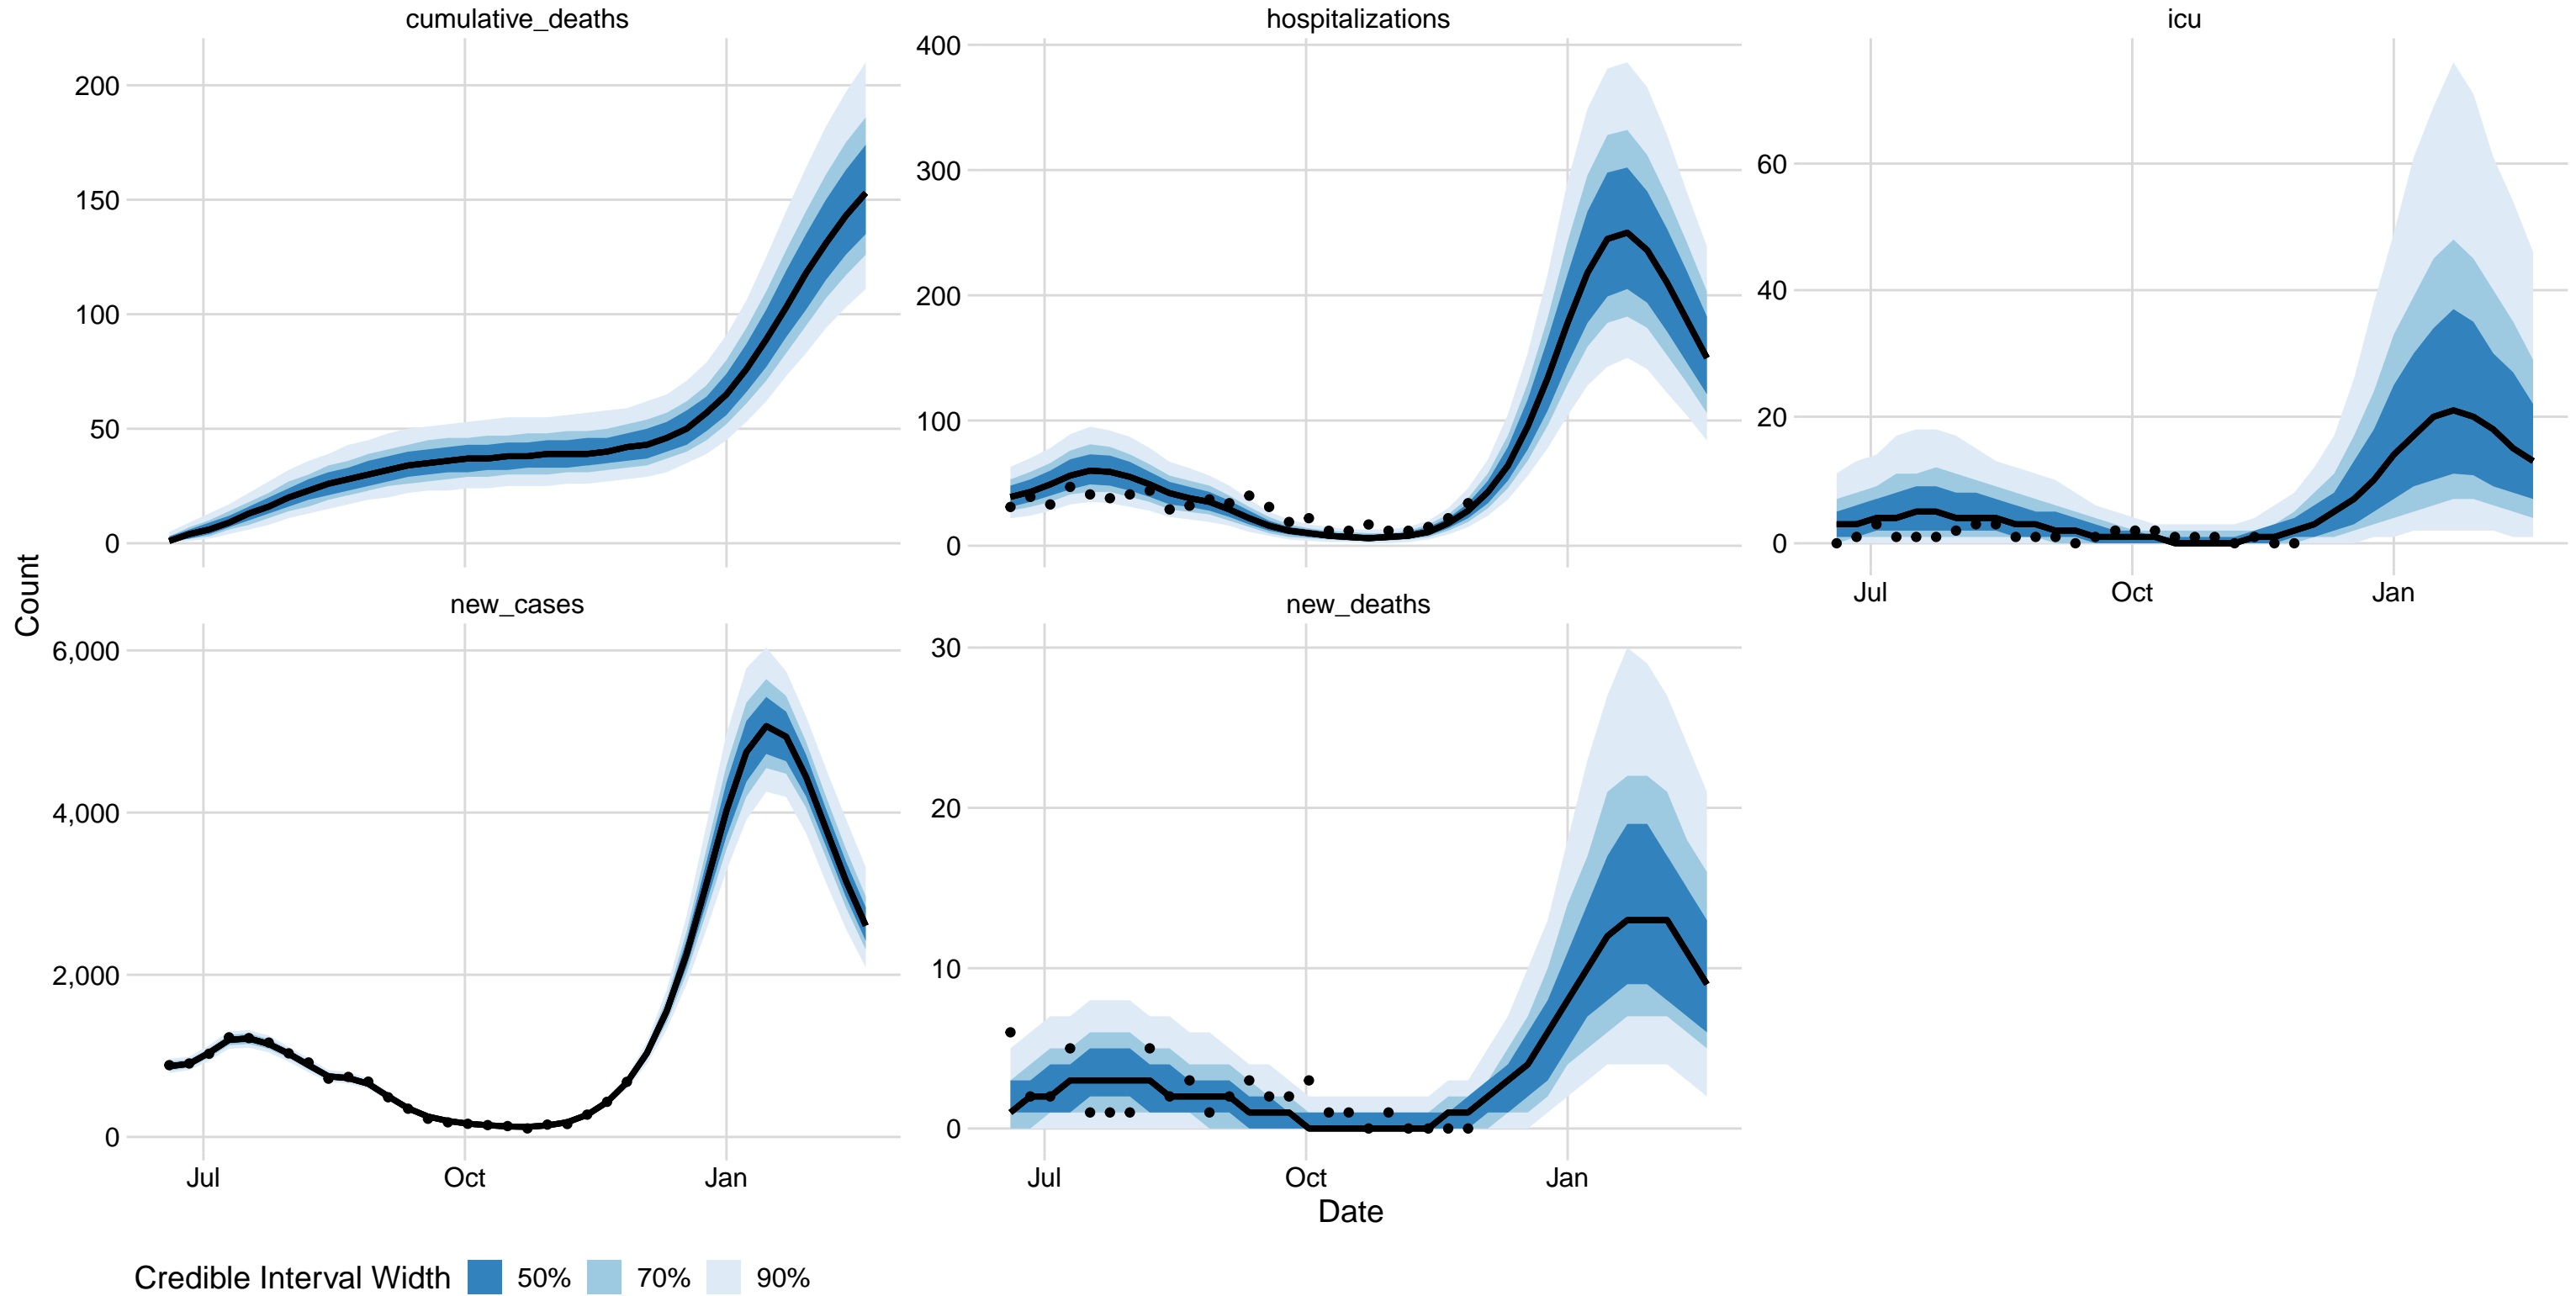 cumulative_deaths
hospitalizations
icu
200
150
100
50
0
400
300
200
100
0
60
40
20
0
Jul Oct Jan
Count
new_cases
new_deaths
6,000
4,000
2,000
0
30
20
10
0
Jul Oct Jan
Jul Oct Jan
Date
Credible Interval Width 50% 70% 90%